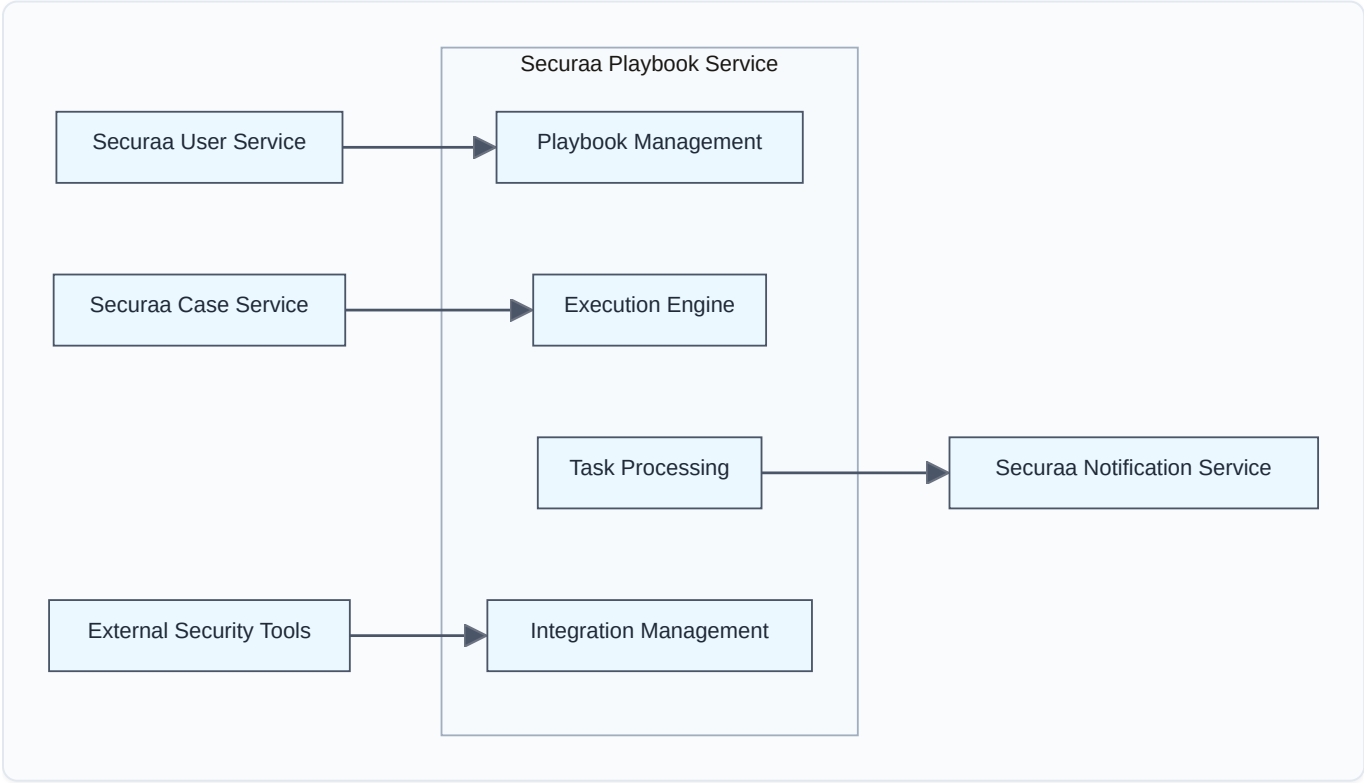 Securaa Playbook Service
Securaa User Service
Playbook Management
Securaa Case Service
Execution Engine
Task Processing
Securaa Notification Service
External Security Tools
Integration Management